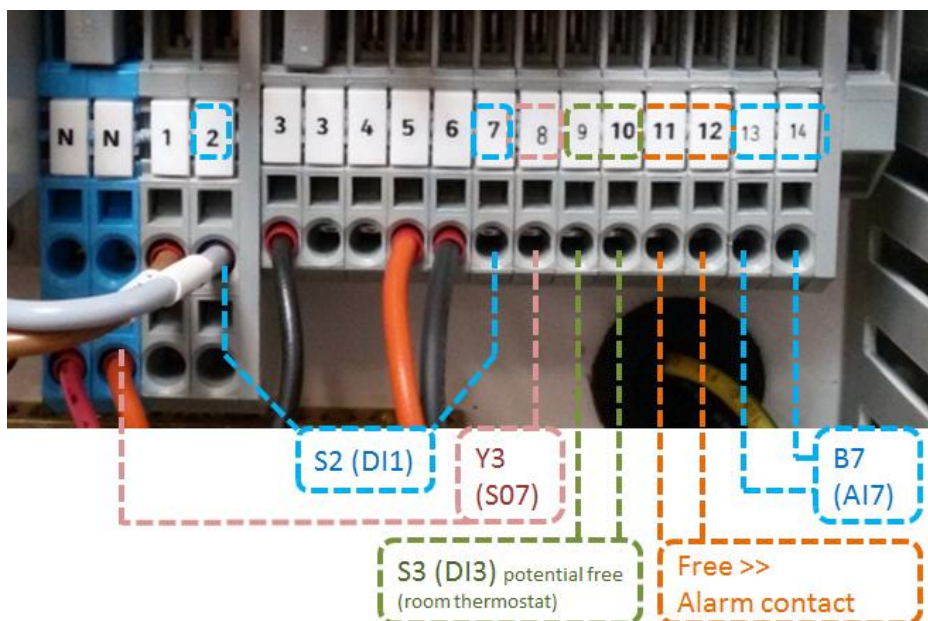 N N 1 2 3 3 4 5 6 7 8 9 10 11 12 13 14
S2 (DI1)
Y3
(S07)
B7
(AI7)
S3 (DI3) potential free
(room thermostat)
Free >>
Alarm contact